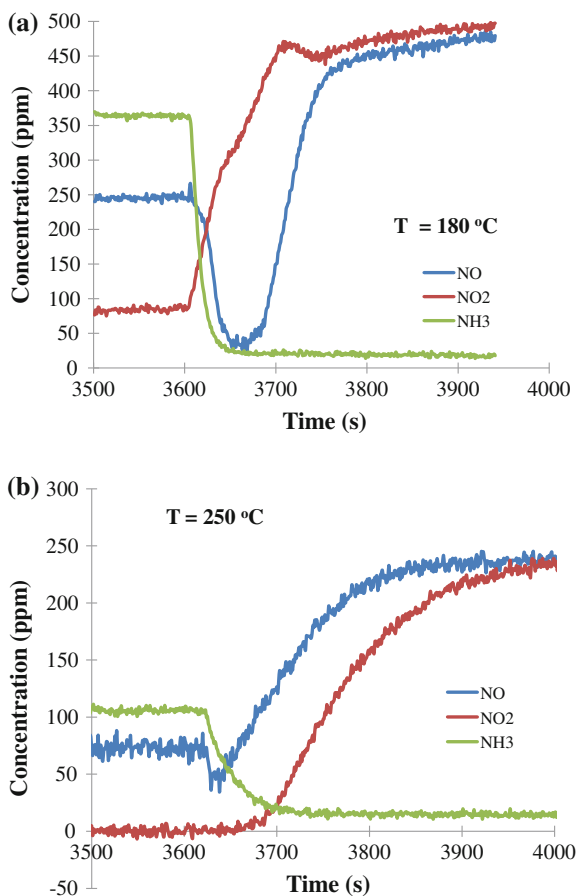 (a)
500
450
400
350
300
250
200
150
100
50
0
Concentration (ppm)
T = 180 °C
NO
NO2
NH3
3500 3600 3700 3800 3900 4000
Time (s)
(b)
300
250
200
150
100
50
0
-50
Concentration (ppm)
T = 250 °C
NO
NO2
NH3
3500 3600 3700 3800 3900 4000
Time (s)